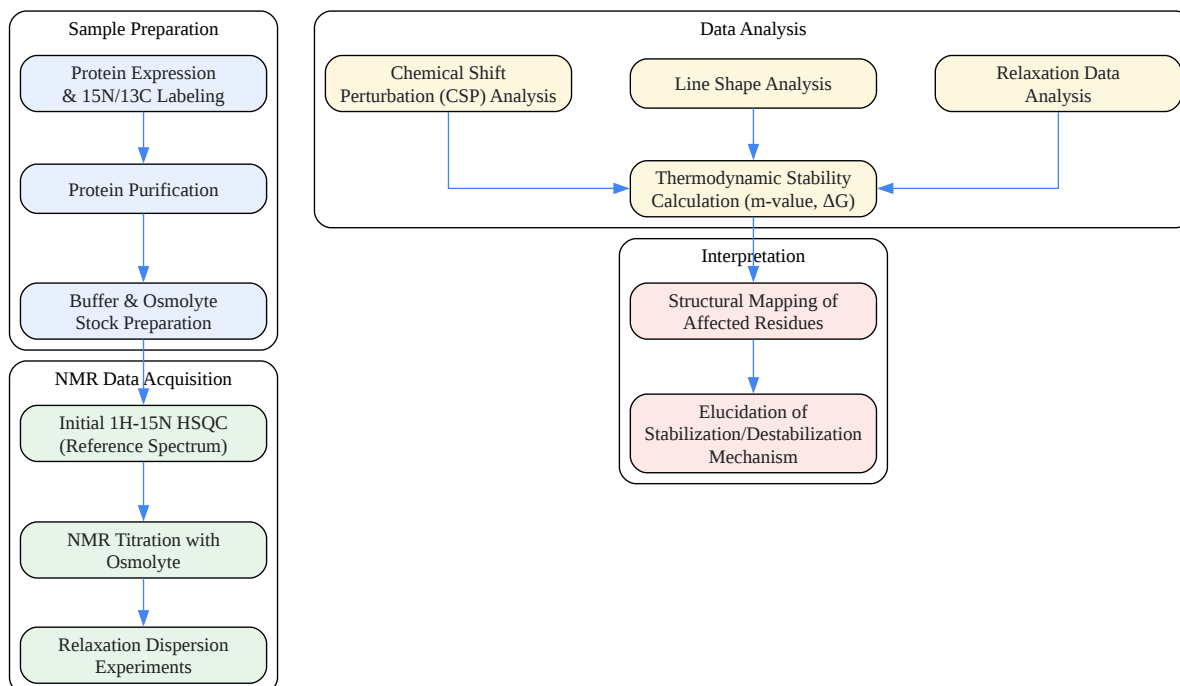 Sample Preparation
Protein Expression
& 15N/13C Labeling
Protein Purification
Buffer & Osmolyte
Stock Preparation
NMR Data Acquisition
Initial 1H-15N HSQC
(Reference Spectrum)
NMR Titration with
Osmolyte
Relaxation Dispersion
Experiments
Data Analysis
Chemical Shift
Perturbation (CSP) Analysis
Line Shape Analysis
Relaxation Data
Analysis
Thermodynamic Stability
Calculation (m-value, ΔG)
Interpretation
Structural Mapping of
Affected Residues
Elucidation of
Stabilization/Destabilization
Mechanism